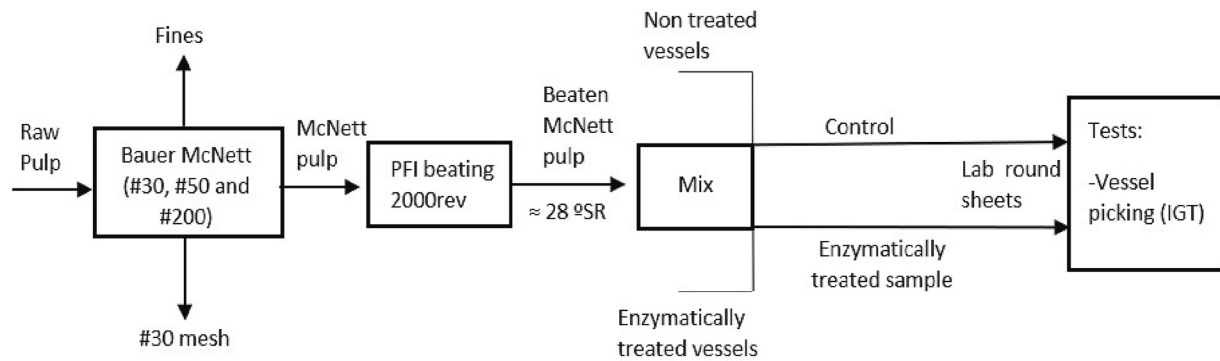 Fines
Raw
Pulp
Bauer McNett
(#30, #50 and
#200)
#30 mesh
McNett
pulp
PFI beating
2000rev
Beaten
McNett
pulp
≈ 28 ºSR
Non treated
vessels
Mix
Enzymatically
treated vessels
Control
Lab round
sheets
Enzymatically
treated sample
Tests:
-Vessel
picking (IGT)